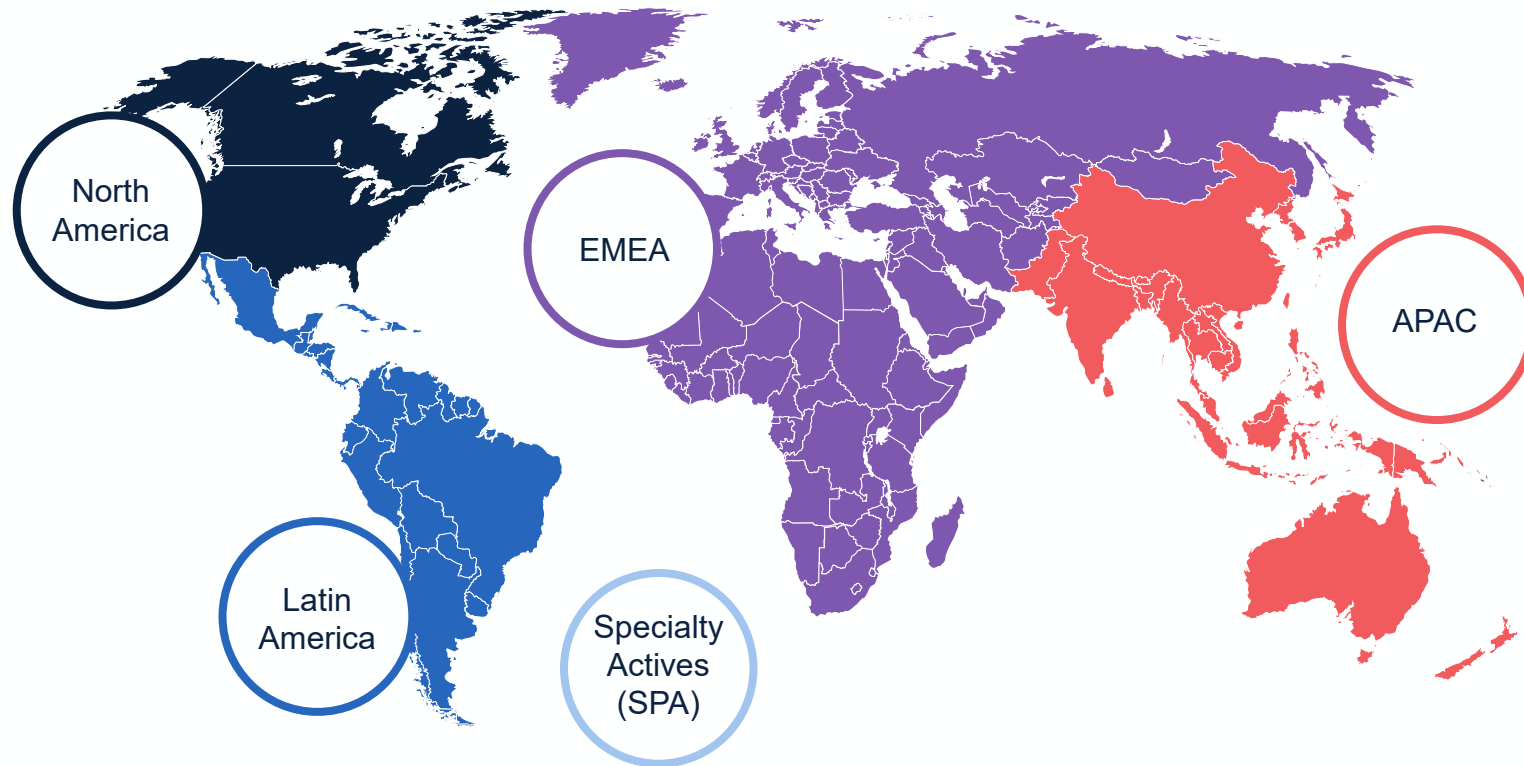 North
America
EMEA
APAC
Latin
America
Specialty
Actives
(SPA)